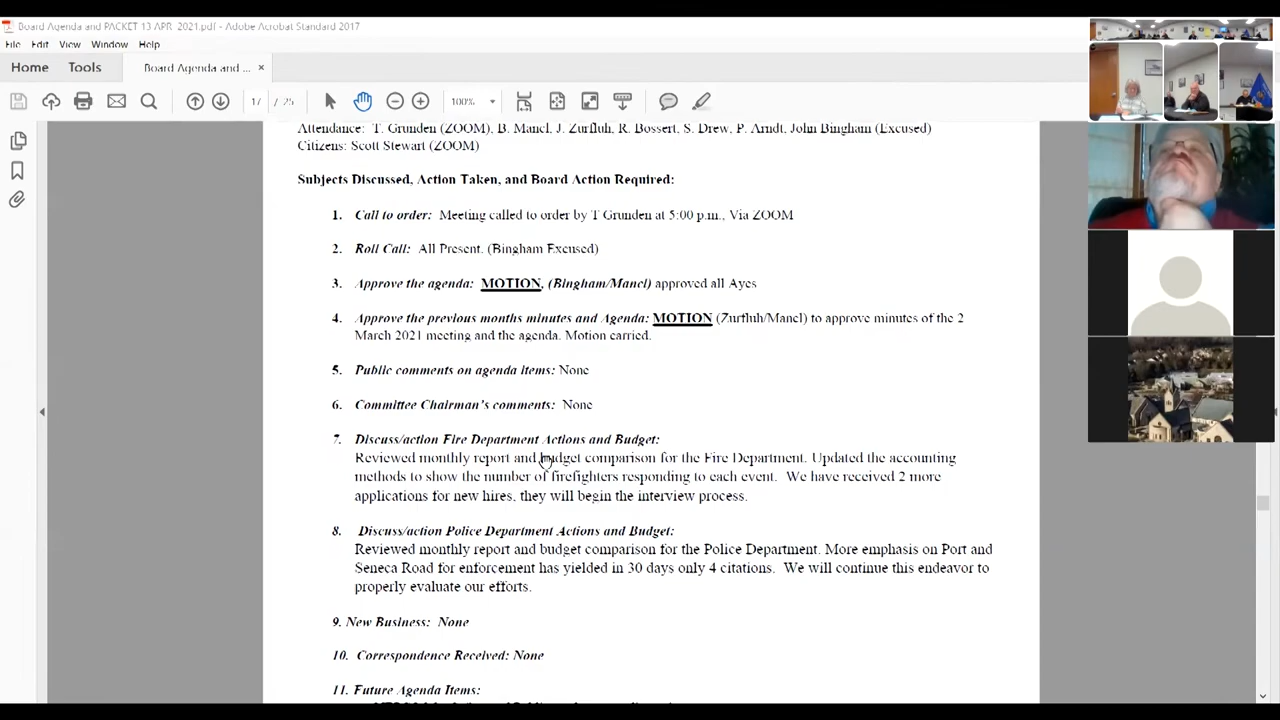 Board Agenda and PACKET 13 APR 2021.pdf - Adobe Acrobat Standard 2017
File Edit View Window Help
Home Tools Board Agenda and ... ×
17 / 25 100%
Attendance: T. Grunden (ZOOM), B. Mancl, J. Zurfluh, R. Bossert, S. Drew, P. Arndt, John Bingham (Excused)
Citizens: Scott Stewart (ZOOM)
Subjects Discussed, Action Taken, and Board Action Required:
1. Call to order: Meeting called to order by T Grunden at 5:00 p.m., Via ZOOM
2. Roll Call: All Present. (Bingham Excused)
3. Approve the agenda: MOTION, (Bingham/Mancl) approved all Ayes
4. Approve the previous months minutes and Agenda: MOTION (Zurfluh/Mancl) to approve minutes of the 2
March 2021 meeting and the agenda. Motion carried.
5. Public comments on agenda items: None
6. Committee Chairman's comments: None
7. Discuss/action Fire Department Actions and Budget:
Reviewed monthly report and budget comparison for the Fire Department. Updated the accounting
methods to show the number of firefighters responding to each event. We have received 2 more
applications for new hires, they will begin the interview process.
8. Discuss/action Police Department Actions and Budget:
Reviewed monthly report and budget comparison for the Police Department. More emphasis on Port and
Seneca Road for enforcement has yielded in 30 days only 4 citations. We will continue this endeavor to
properly evaluate our efforts.
9. New Business: None
10. Correspondence Received: None
11. Future Agenda Items: